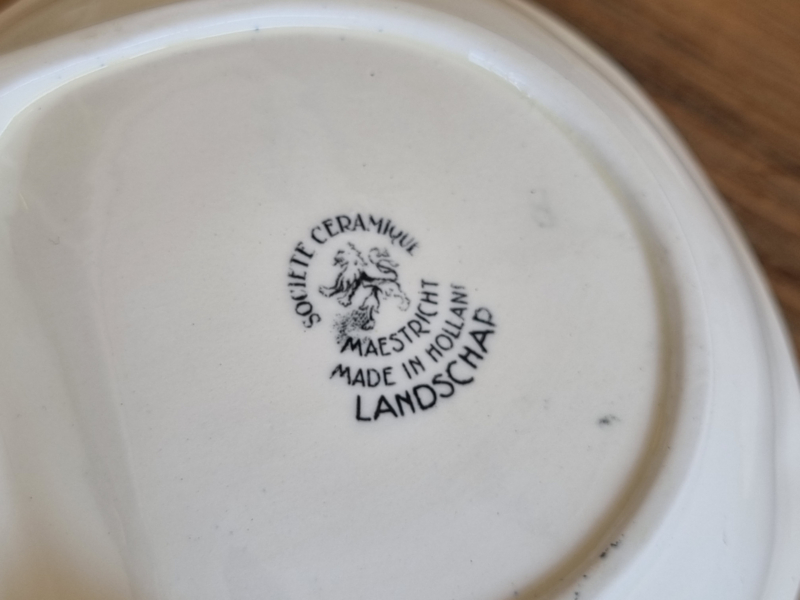 SOCIETE CERAMIQUE
MAESTRICHT
MADE IN HOLLAND
LANDSCHAP